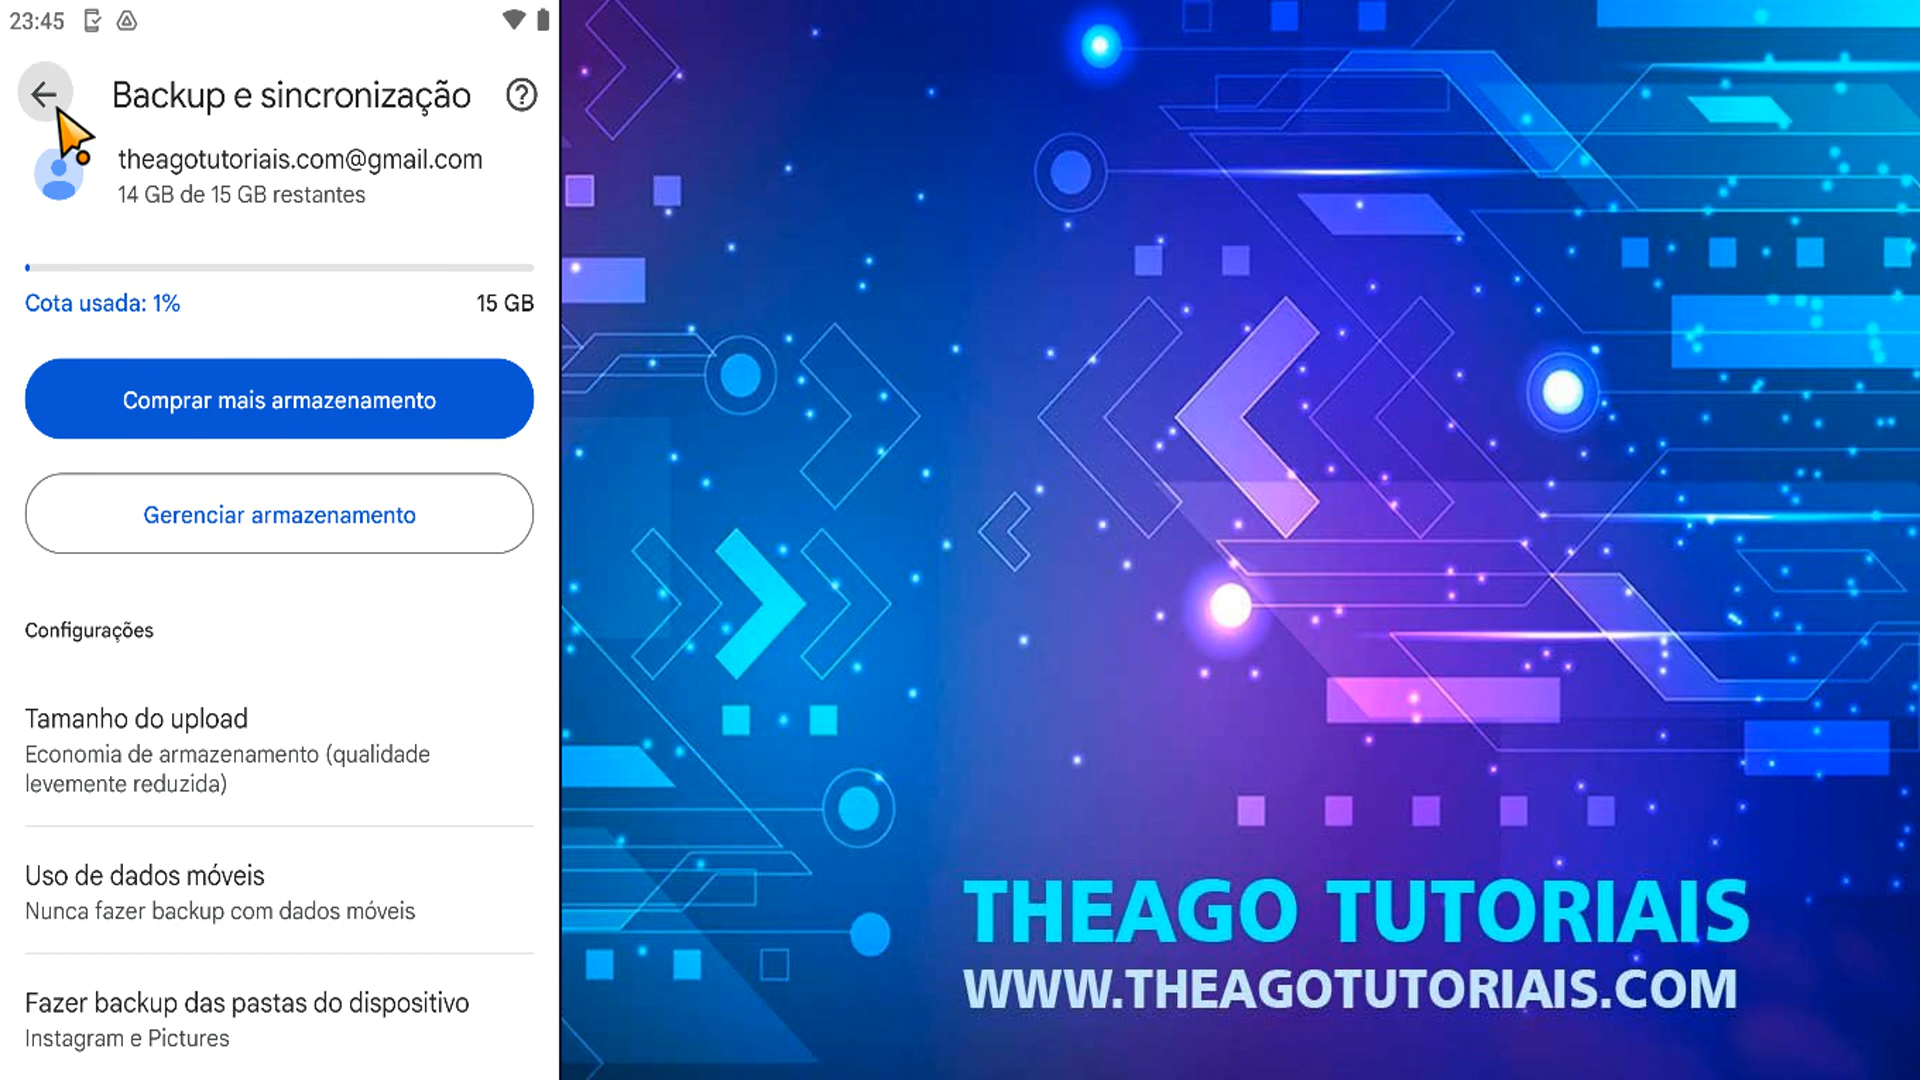 23:45
Backup e sincronização
theagotutoriais.com@gmail.com
14 GB de 15 GB restantes
Cota usada: 1%
15 GB
Comprar mais armazenamento
Gerenciar armazenamento
Configurações
Tamanho do upload
Economia de armazenamento (qualidade
levemente reduzida)
Uso de dados móveis
Nunca fazer backup com dados móveis
Fazer backup das pastas do dispositivo
Instagram e Pictures
THEAGO TUTORIAIS
WWW.THEAGOTUTORIAIS.COM